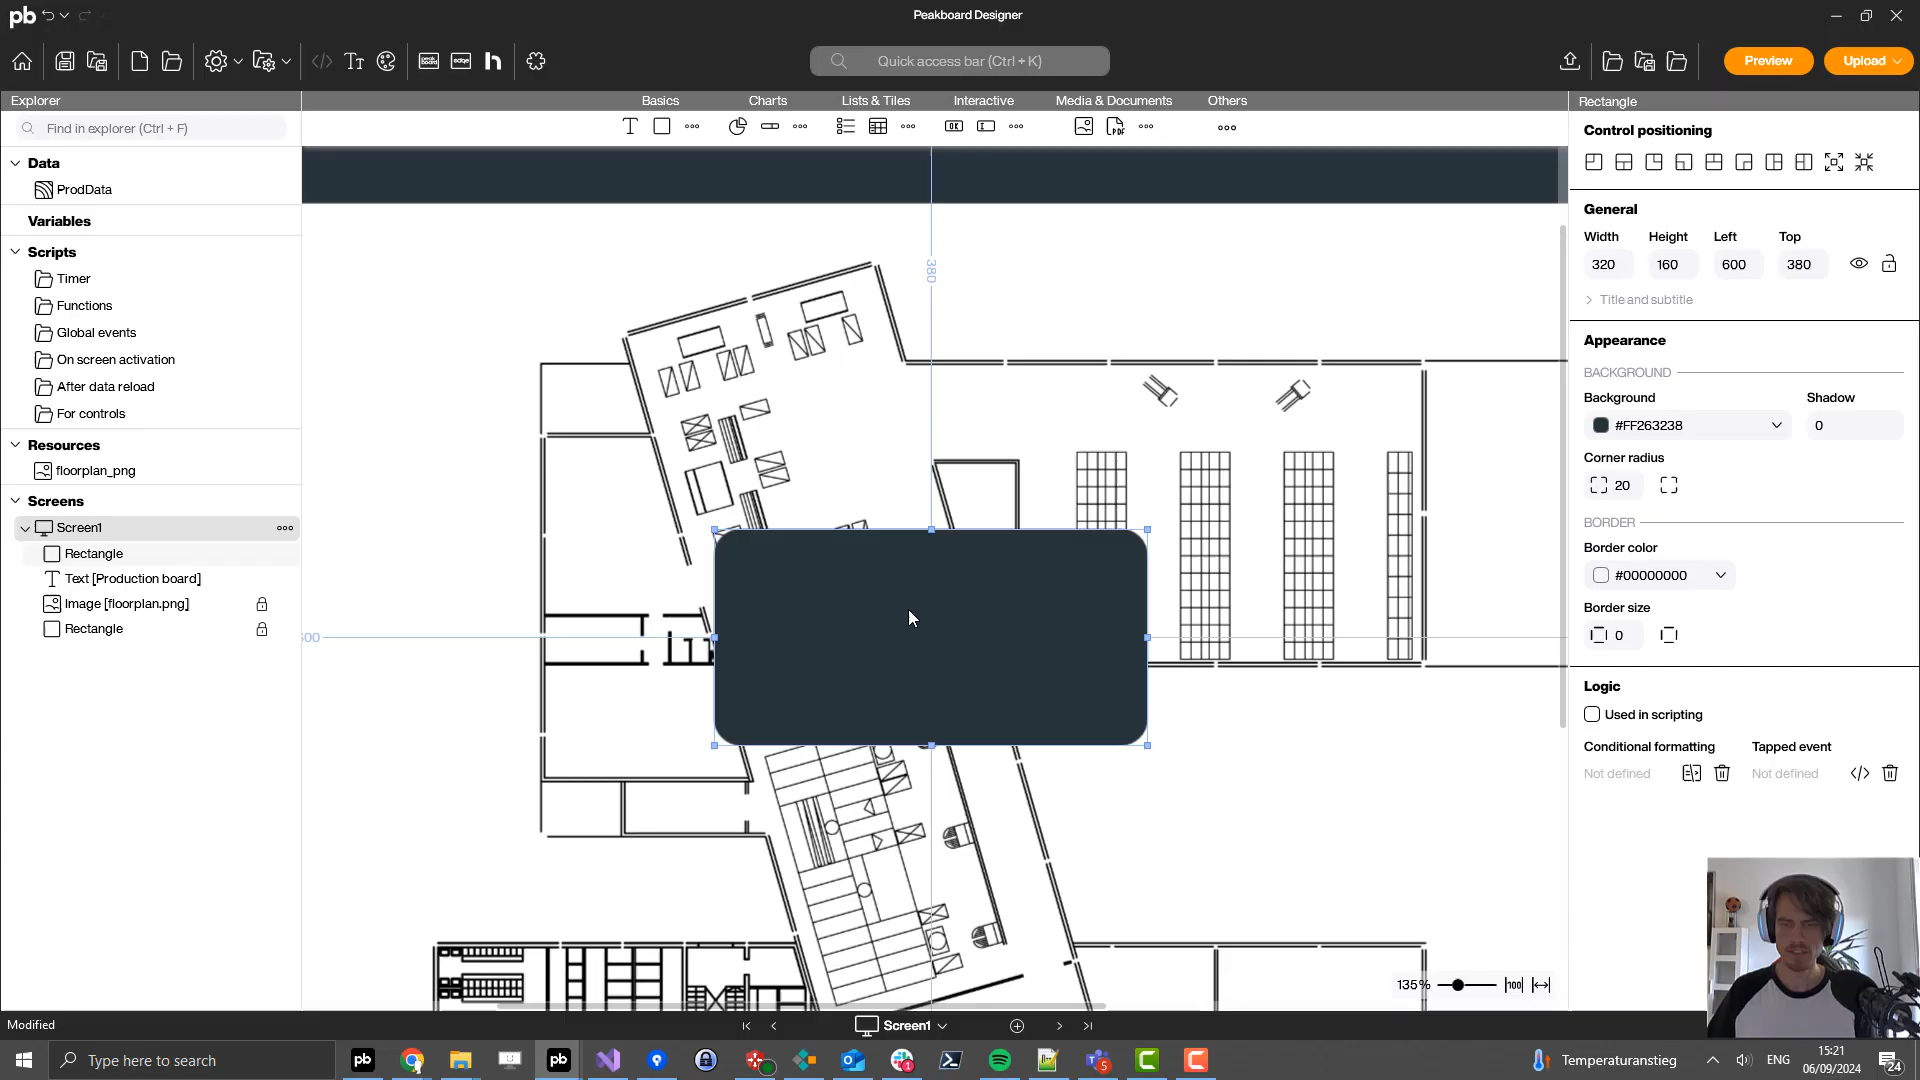 pb
Peakboard Designer
Quick access bar (Ctrl + K)
Preview
Upload
Explorer
Basics
Charts
Lists & Tiles
Interactive
Media & Documents
Others
Rectangle
Find in explorer (Ctrl + F)
Control positioning
Data
ProdData
Variables
Scripts
Timer
Functions
Global events
On screen activation
After data reload
For controls
Resources
floorplan_png
Screens
Screen1
Rectangle
Text [Production board]
Image [floorplan.png]
Rectangle
380
600
General
Width
Height
Left
Top
320
160
600
380
Title and subtitle
Appearance
BACKGROUND
Background
Shadow
#FF263238
0
Corner radius
20
BORDER
Border color
#00000000
Border size
0
Logic
Used in scripting
Conditional formatting
Tapped event
Not defined
Not defined
135%
100
Modified
Screen1
Type here to search
Temperaturanstieg
ENG
15:21
06/09/2024
24